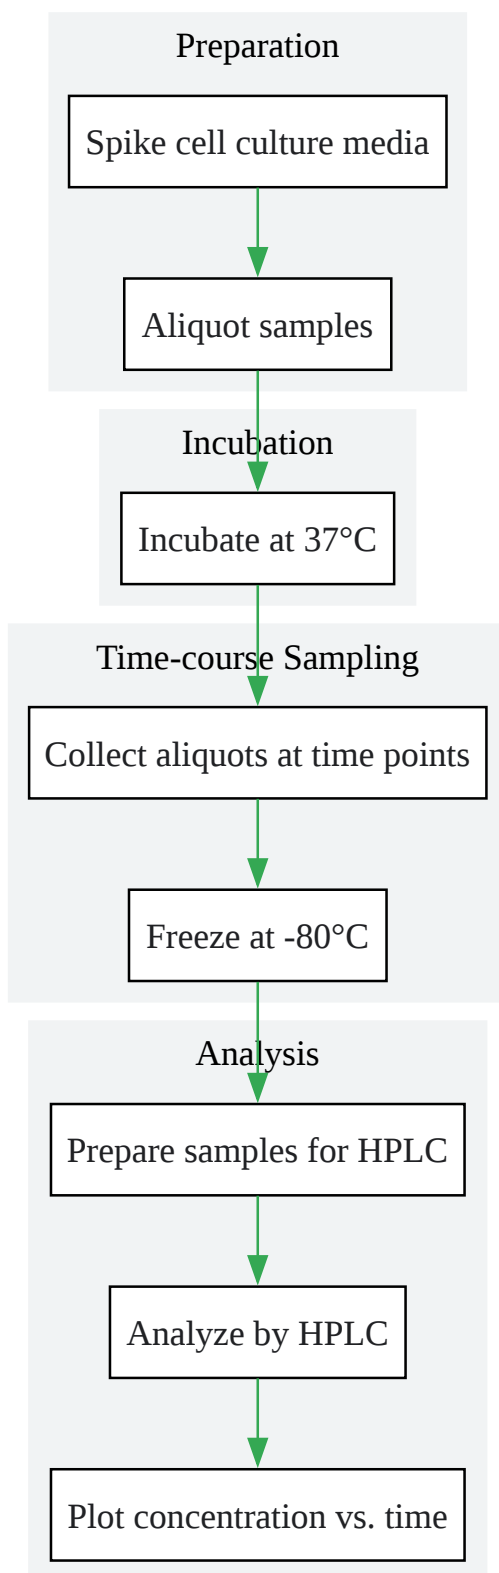 Preparation
Spike cell culture media
Aliquot samples
Incubation
Incubate at 37°C
Time-course Sampling
Collect aliquots at time points
Freeze at -80°C
Analysis
Prepare samples for HPLC
Analyze by HPLC
Plot concentration vs. time